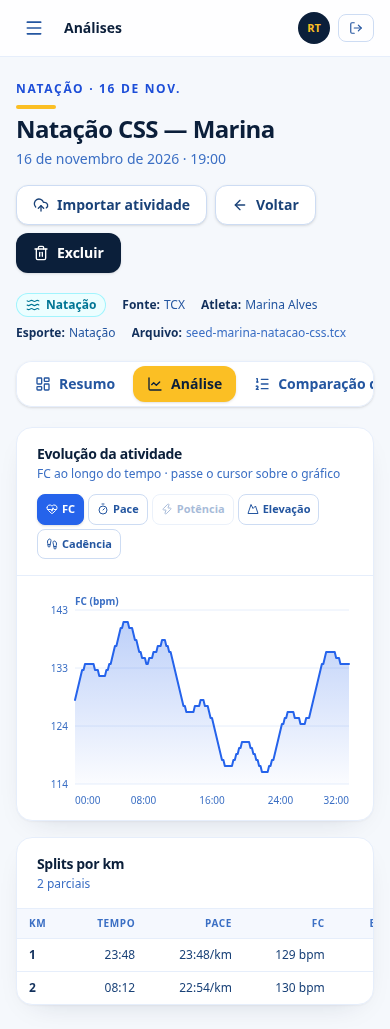 Análises
RT
NATAÇÃO · 16 DE NOV.
Natação CSS — Marina
16 de novembro de 2026 · 19:00
Importar atividade
Voltar
Excluir
Natação Fonte: TCX Atleta: Marina Alves
Esporte: Natação Arquivo: seed-marina-natacao-css.tcx
Resumo Análise Comparação
Evolução da atividade
FC ao longo do tempo · passe o cursor sobre o gráfico
FC Pace Potência Elevação
Cadência
FC (bpm)
143
133
124
114
00:00 08:00 16:00 24:00 32:00
Splits por km
2 parciais
KM TEMPO PACE FC
1 23:48 23:48/km 129 bpm
2 08:12 22:54/km 130 bpm